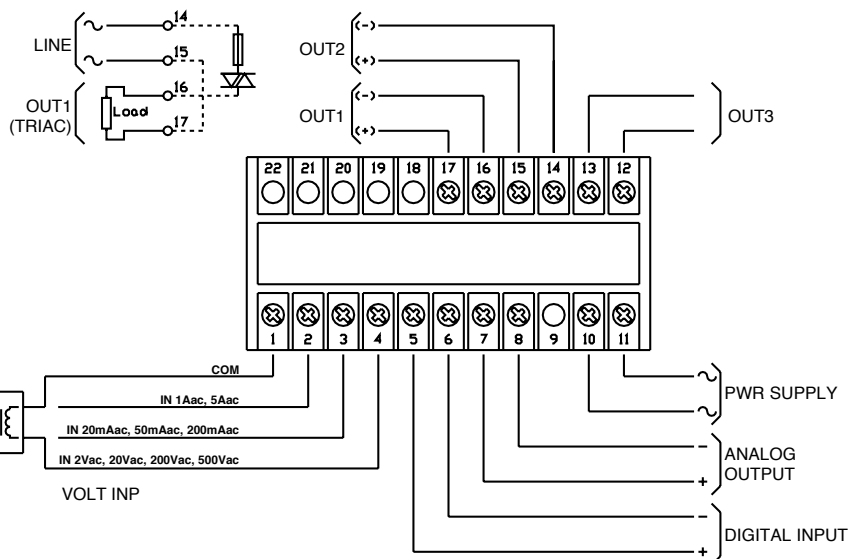 LINE
14
15
16
OUT1
(TRIAC)
Load
17
OUT2
(-)
(+)
OUT1
(-)
(+)
OUT3
22 21 20 19 18 17 16 15 14 13 12
1 2 3 4 5 6 7 8 9 10 11
COM
IN 1Aac, 5Aac
IN 20mAac, 50mAac, 200mAac
IN 2Vac, 20Vac, 200Vac, 500Vac
VOLT INP
PWR SUPPLY
-
+
ANALOG
OUTPUT
-
+
DIGITAL INPUT